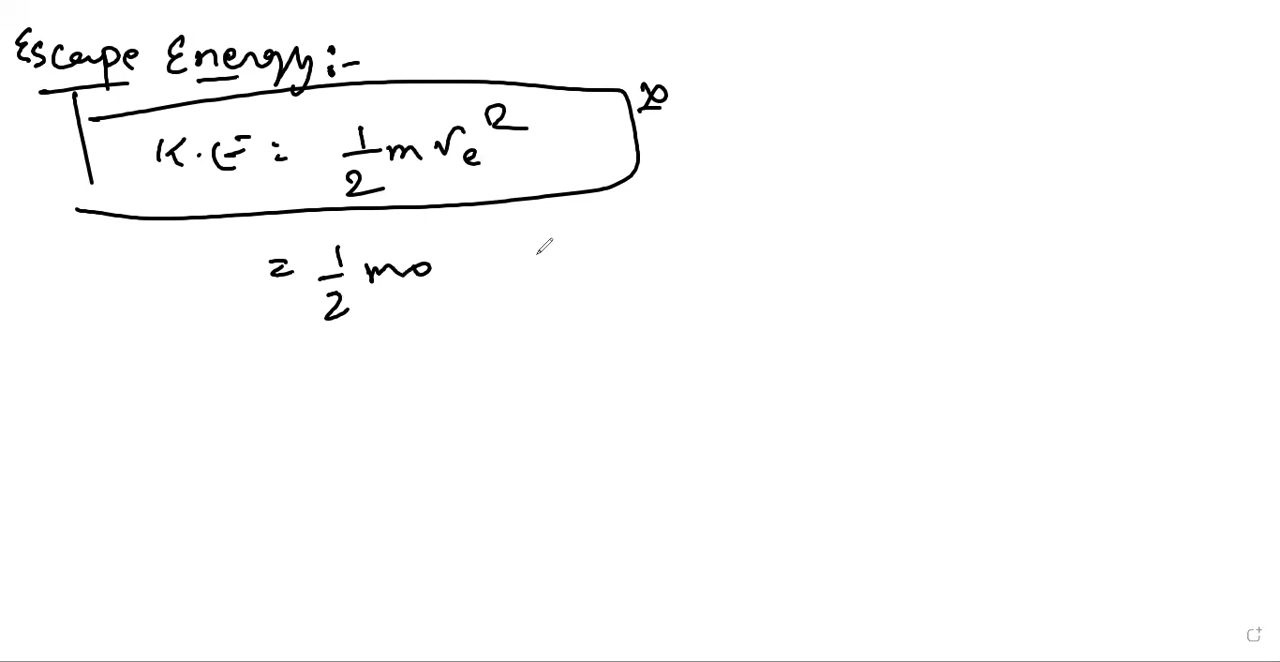 Escape Energy:-
K.E = 1/2 m Ve^2
= 1/2 mo